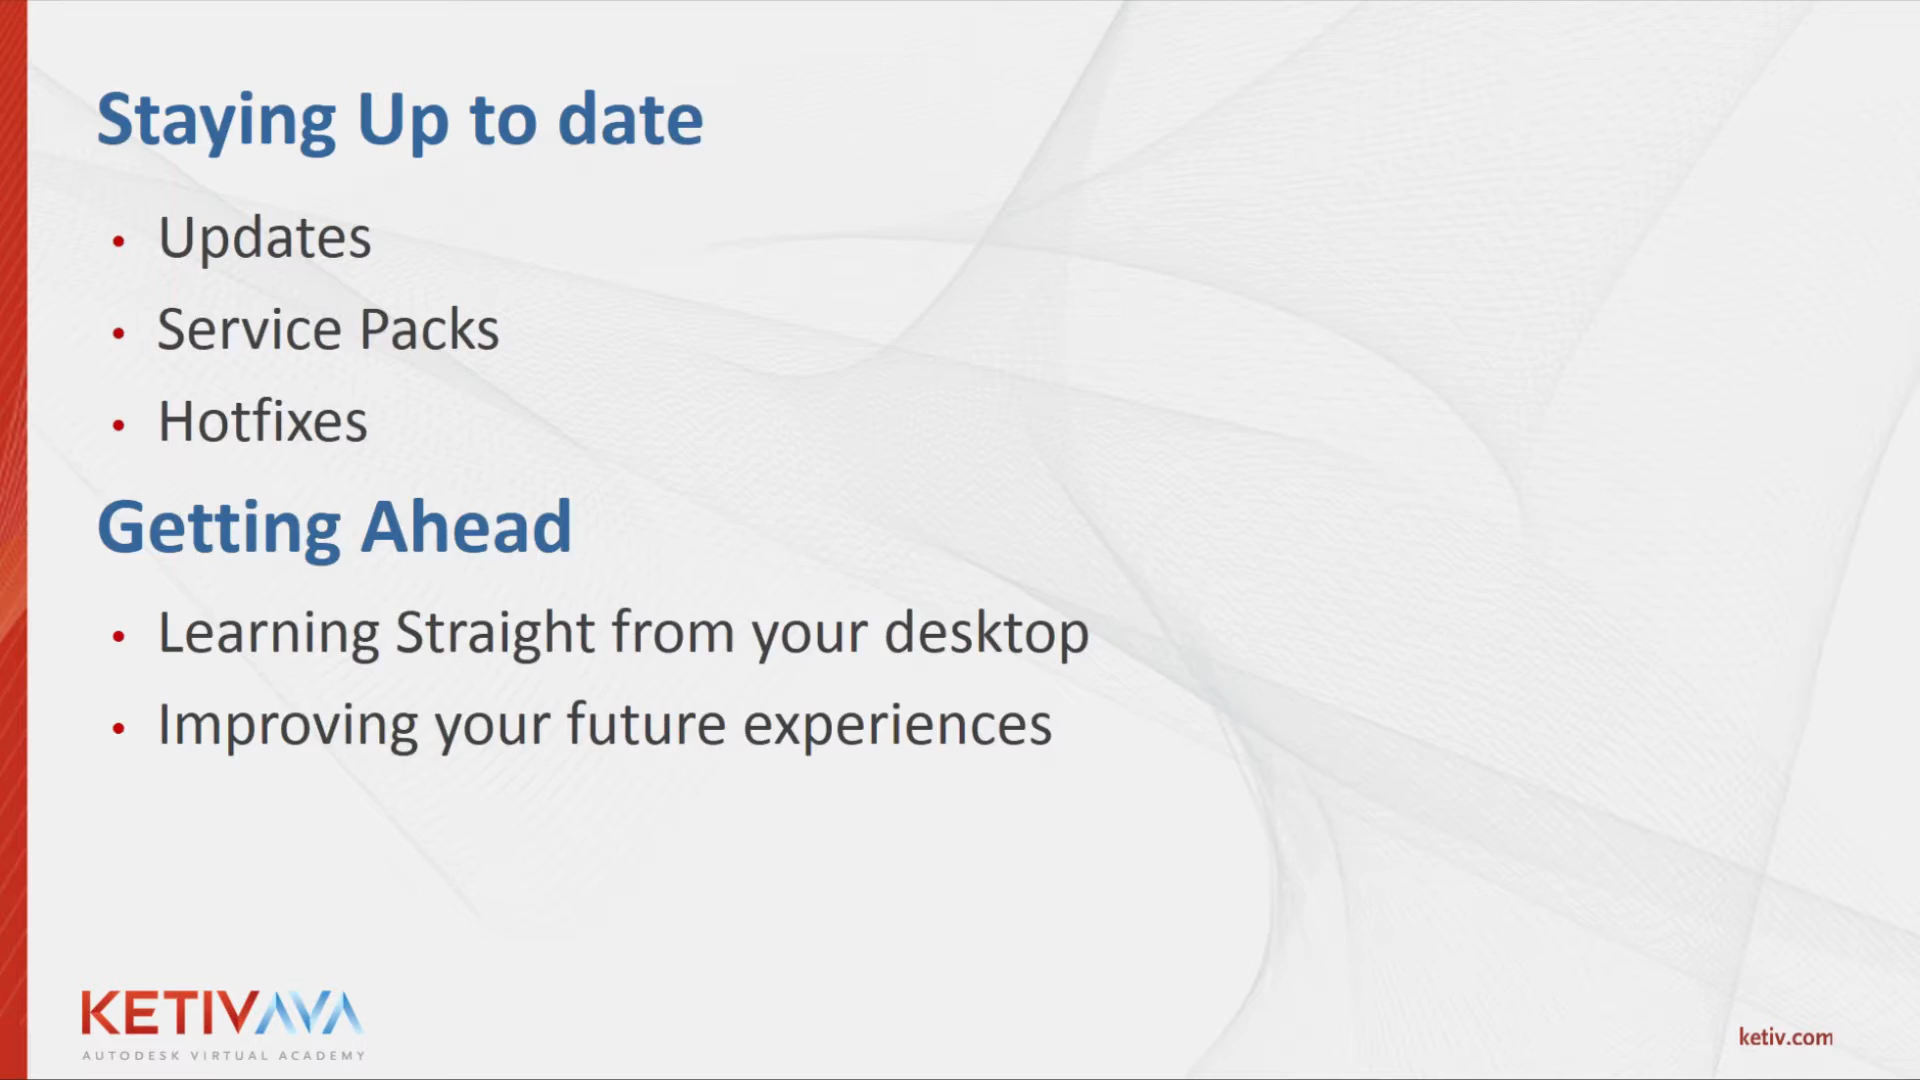 Staying Up to date
• Updates
• Service Packs
• Hotfixes
Getting Ahead
• Learning Straight from your desktop
• Improving your future experiences
KETIVAVA
AUTODESK VIRTUAL ACADEMY
ketiv.com